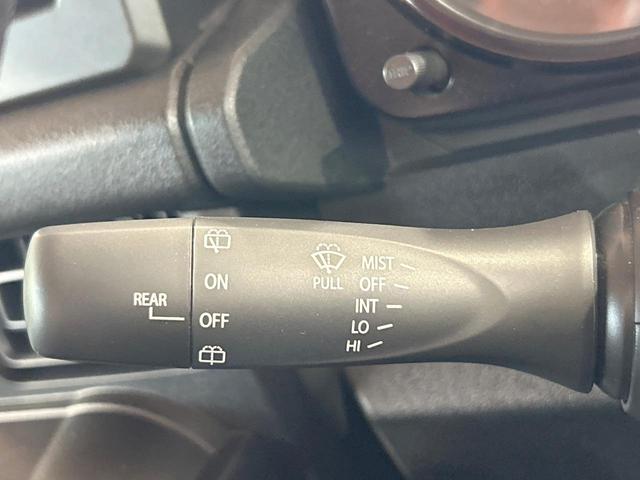 REAR
ON
OFF
PULL
MIST
OFF
INT
LO
HI